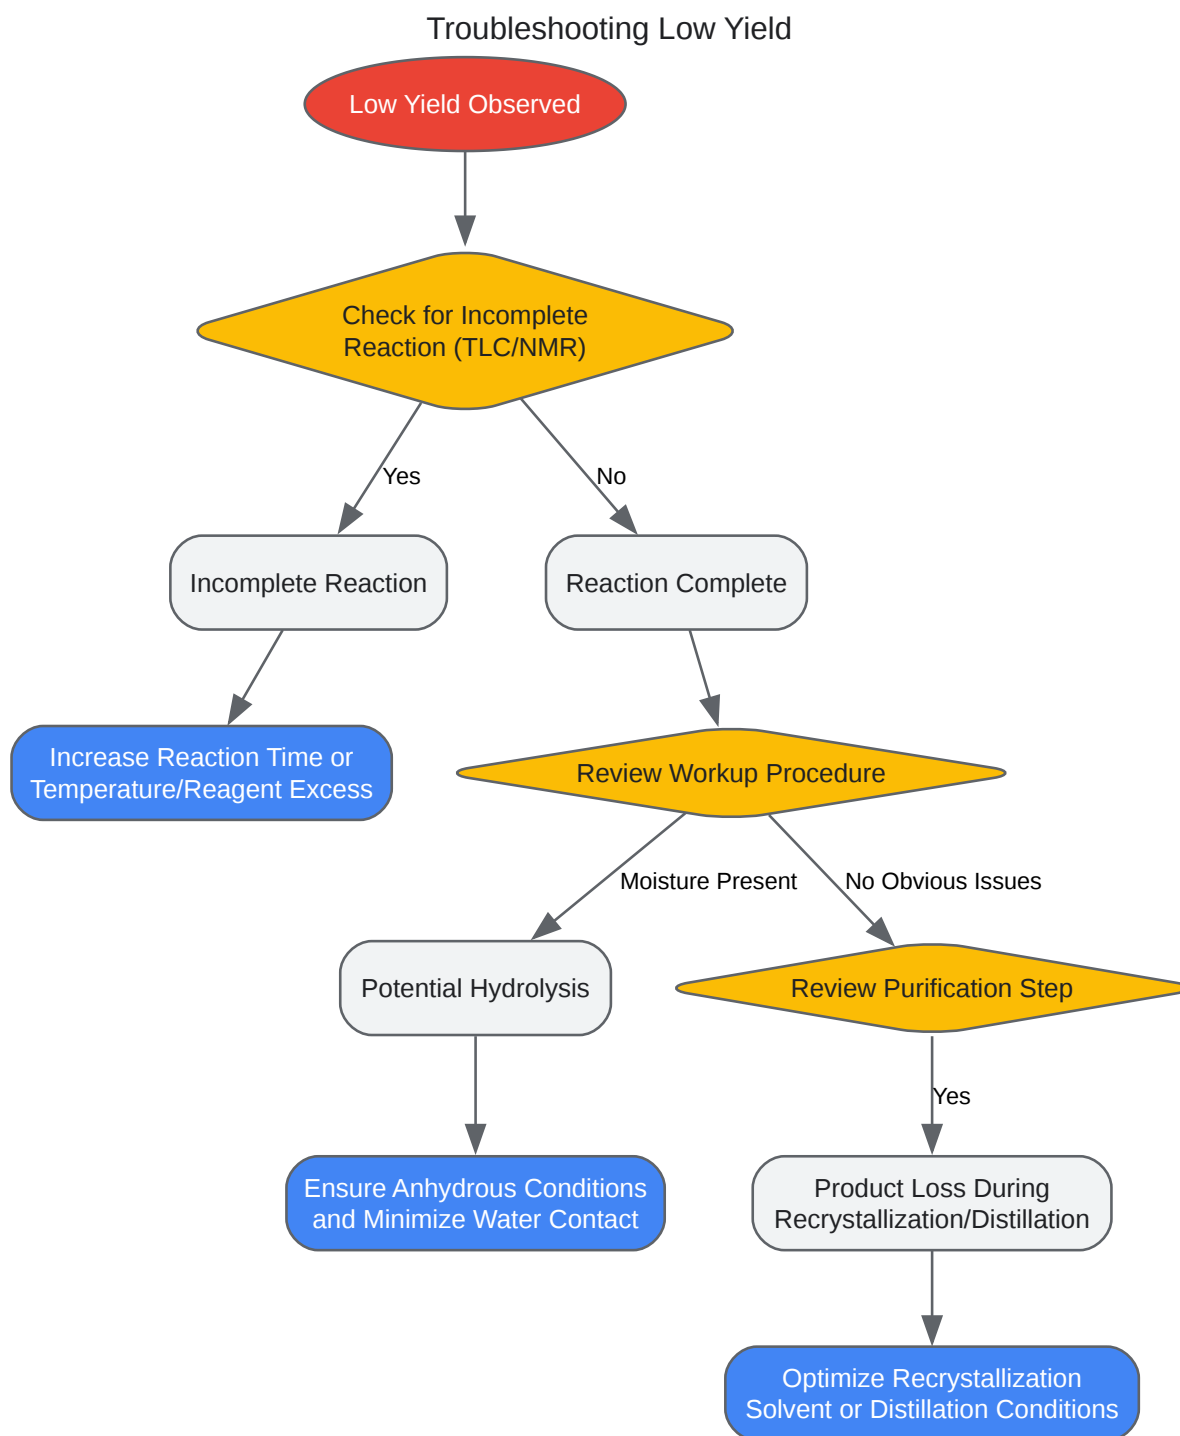 Troubleshooting Low Yield
Low Yield Observed
Check for Incomplete
Reaction (TLC/NMR)
Yes
No
Incomplete Reaction
Reaction Complete
Increase Reaction Time or
Temperature/Reagent Excess
Review Workup Procedure
Moisture Present
No Obvious Issues
Potential Hydrolysis
Review Purification Step
Yes
Ensure Anhydrous Conditions
and Minimize Water Contact
Product Loss During
Recrystallization/Distillation
Optimize Recrystallization
Solvent or Distillation Conditions